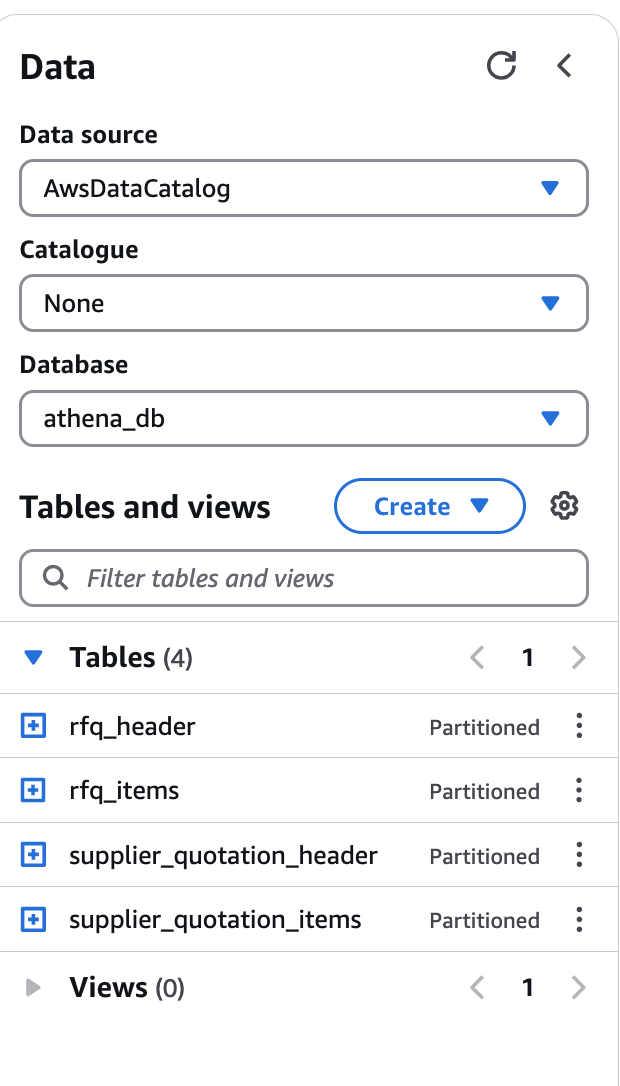 Data
Data source
AwsDataCatalog
Catalogue
None
Database
athena_db
Tables and views Create
Filter tables and views
Tables (4) 1
rfq_header Partitioned
rfq_items Partitioned
supplier_quotation_header Partitioned
supplier_quotation_items Partitioned
Views (0) 1